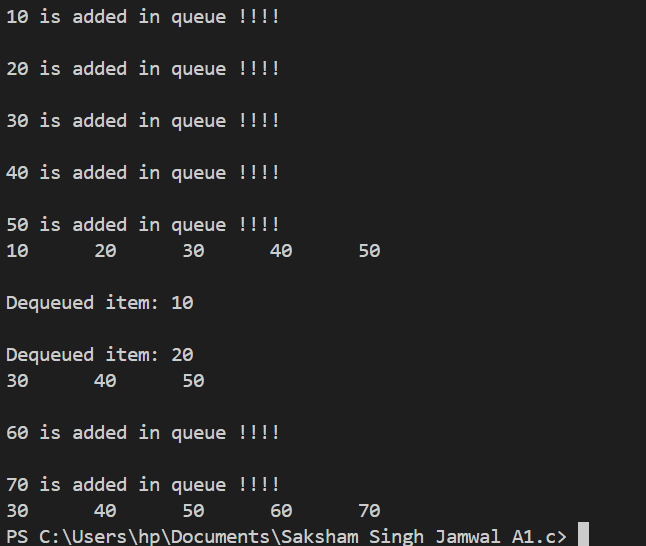 10 is added in queue !!!!
20 is added in queue !!!!
30 is added in queue !!!!
40 is added in queue !!!!
50 is added in queue !!!!
10 20 30 40 50
Dequeued item: 10
Dequeued item: 20
30 40 50
60 is added in queue !!!!
70 is added in queue !!!!
30 40 50 60 70
PS C:\Users\hp\Documents\Saksham Singh Jamwal A1.c>